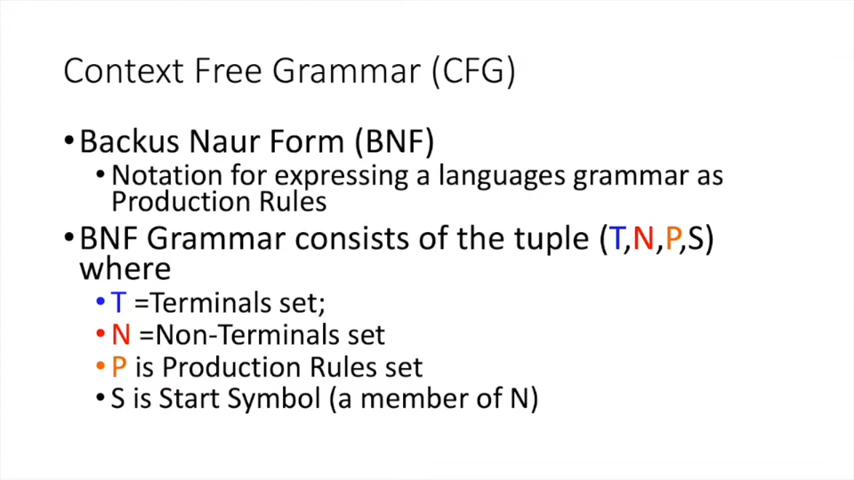 Context Free Grammar (CFG)
•Backus Naur Form (BNF)
•Notation for expressing a languages grammar as
Production Rules
•BNF Grammar consists of the tuple (T,N,P,S)
where
•T =Terminals set;
•N =Non-Terminals set
•P is Production Rules set
•S is Start Symbol (a member of N)